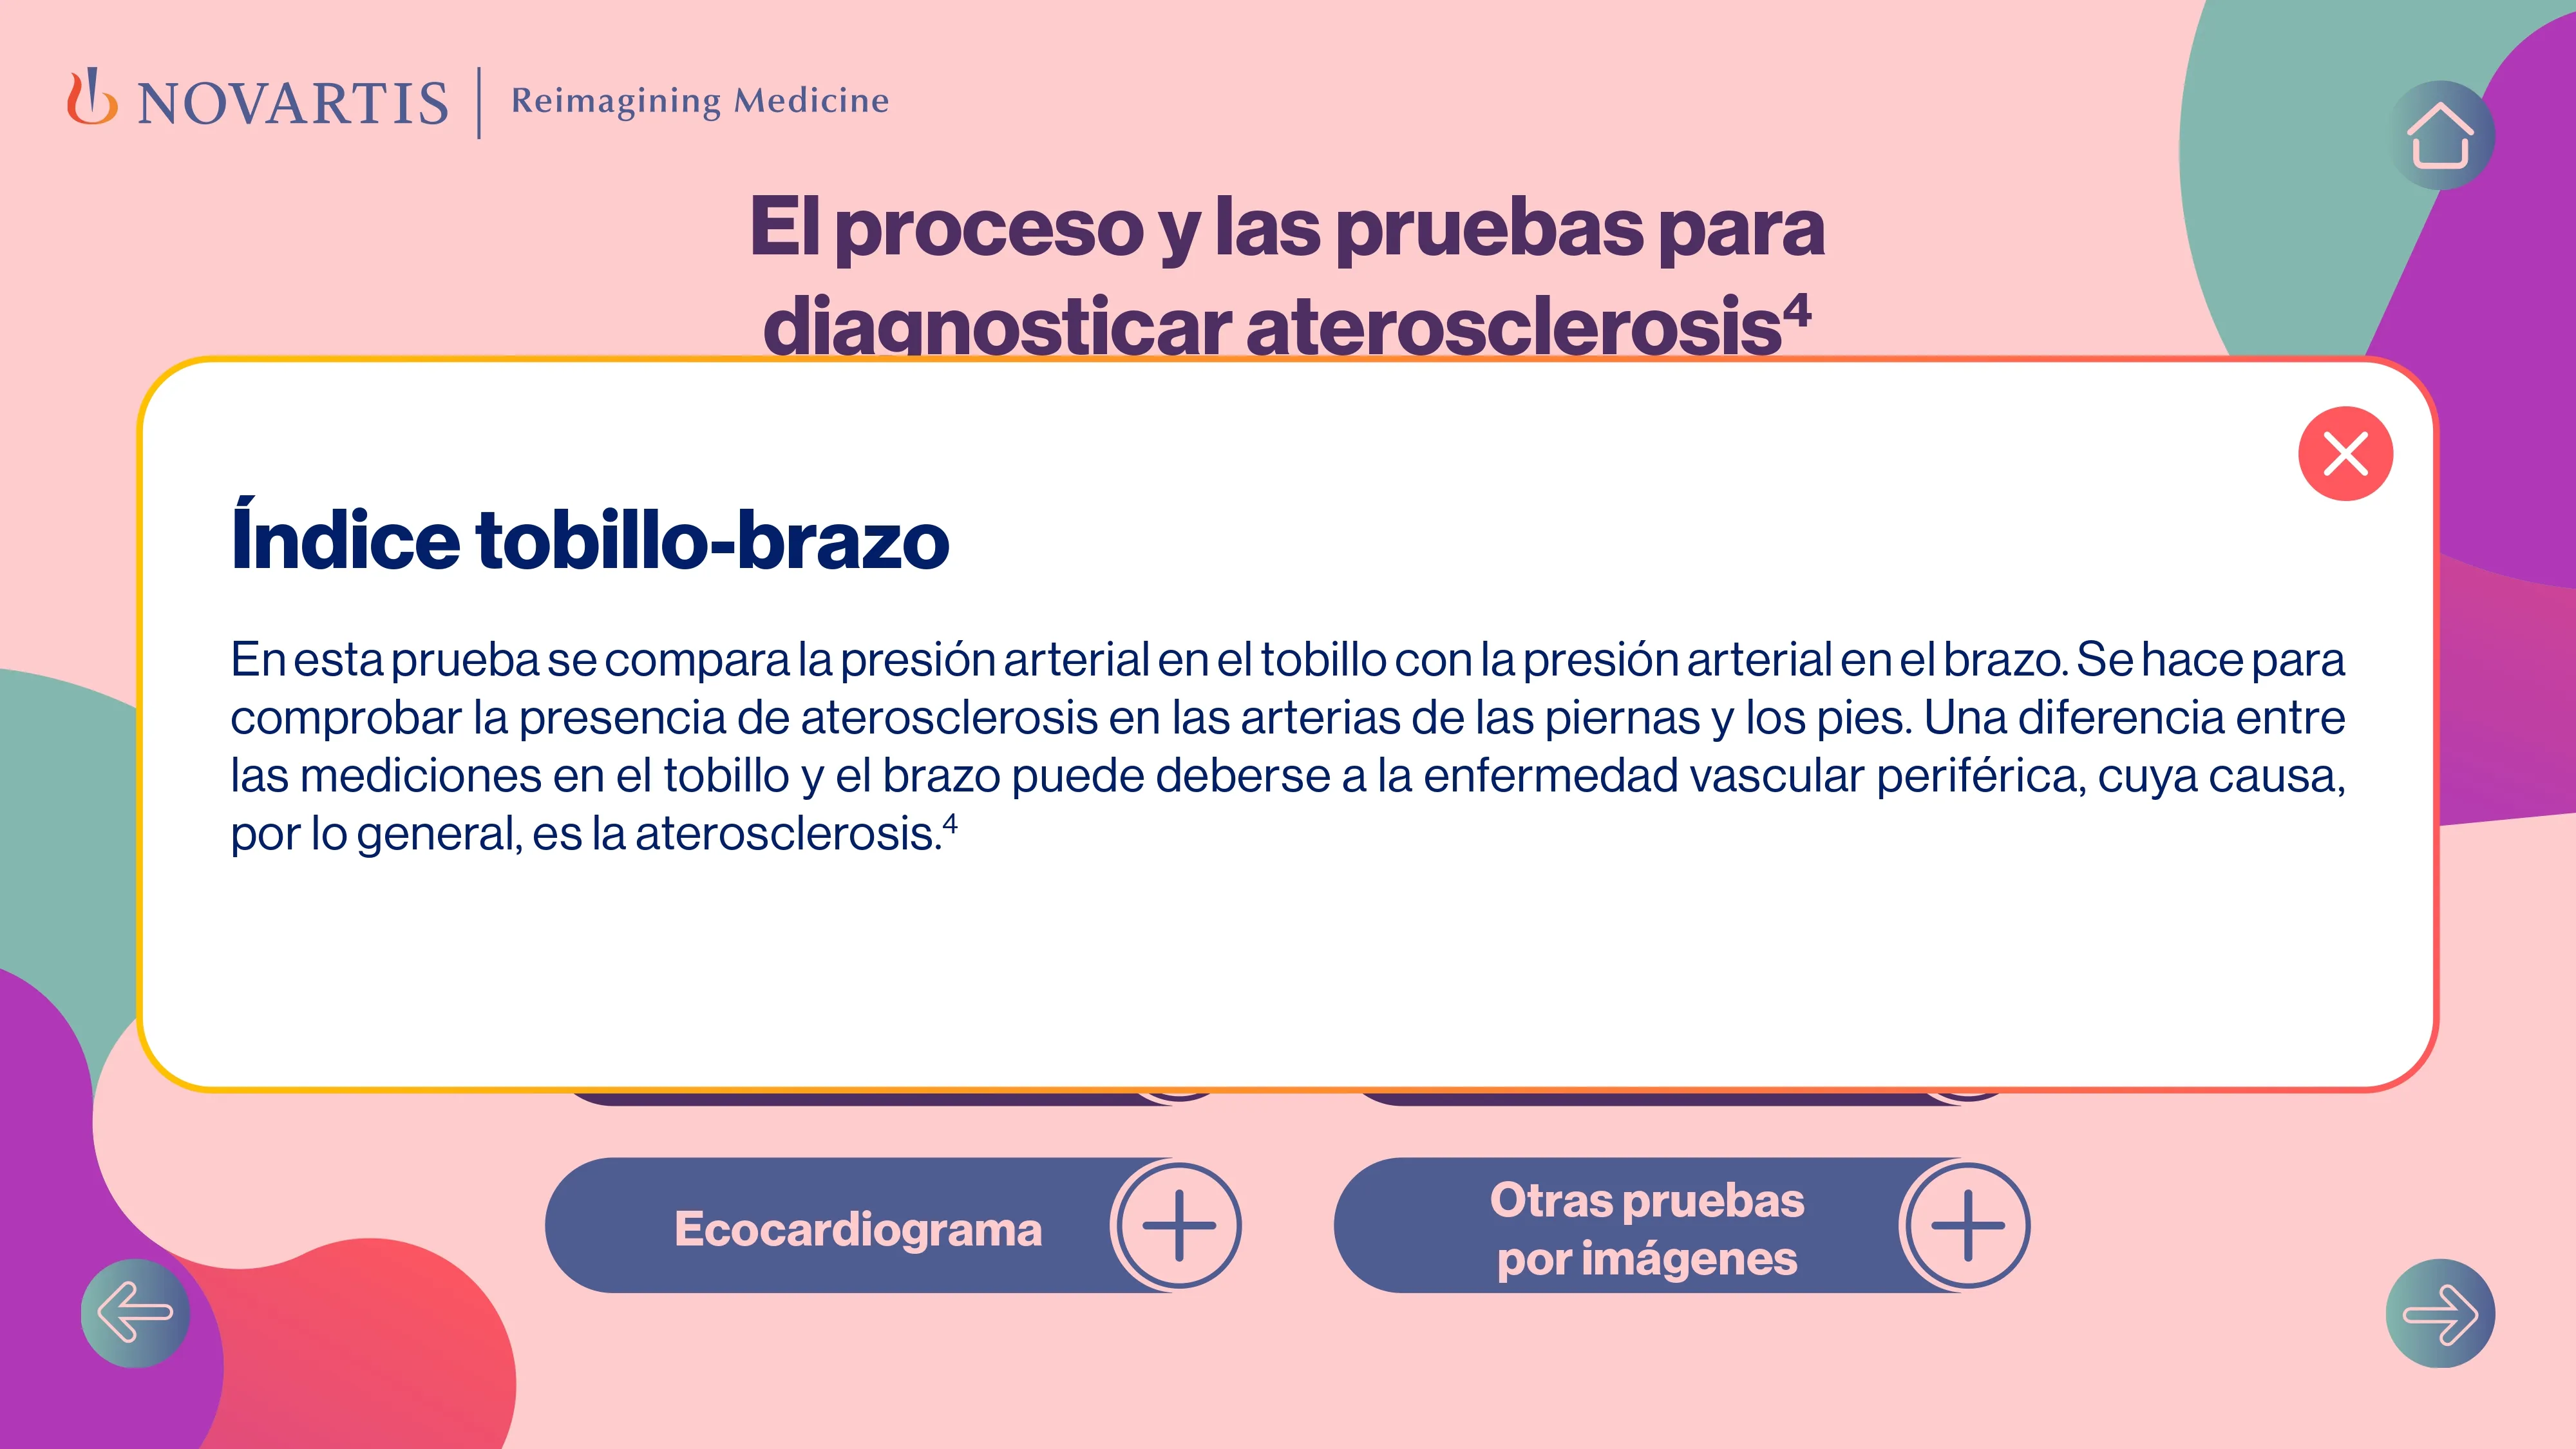 NOVARTIS | Reimagining Medicine
El proceso y las pruebas para
diagnosticar aterosclerosis⁴
Índice tobillo-brazo
En esta prueba se compara la presión arterial en el tobillo con la presión arterial en el brazo. Se hace para
comprobar la presencia de aterosclerosis en las arterias de las piernas y los pies. Una diferencia entre
las mediciones en el tobillo y el brazo puede deberse a la enfermedad vascular periférica, cuya causa,
por lo general, es la aterosclerosis.⁴
Ecocardiograma
Otras pruebas
por imágenes